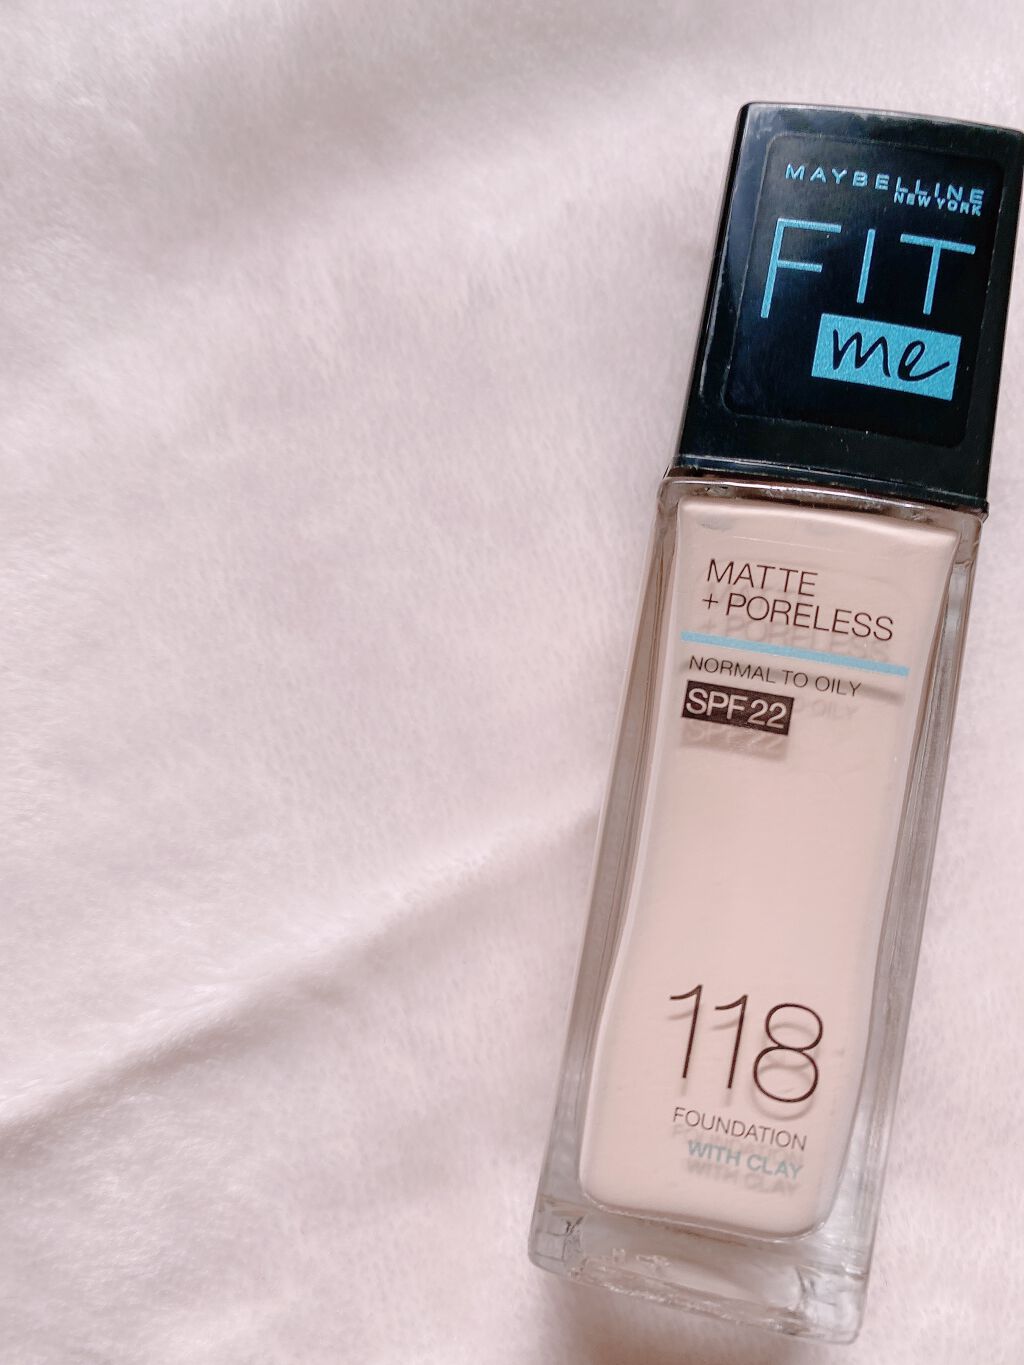 MAYBELLINE
NEW YORK
FIT
me
MATTE
+ PORELESS
NORMAL TO OILY
SPF 22
118
FOUNDATION
WITH CLAY